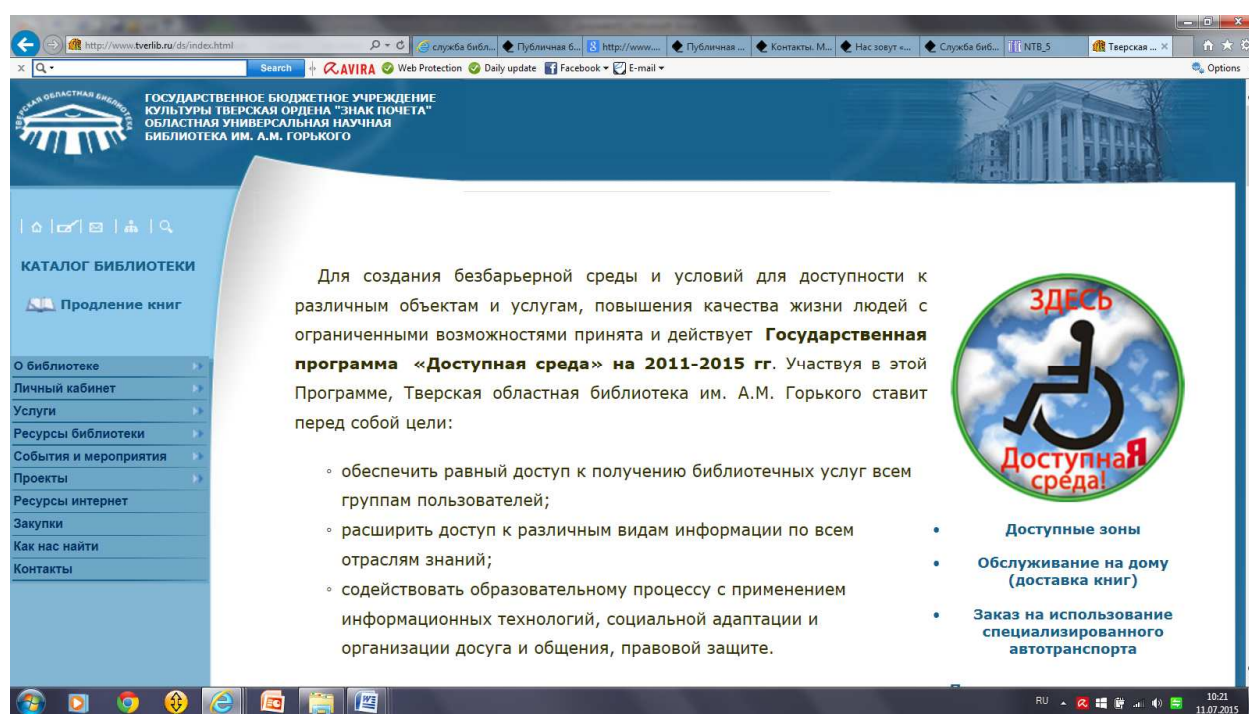 http://www.tverlib.ru/ds/index.html
служба библ...
Публичная б...
http://www....
Публичная ...
Контакты. М...
Нас зовут «...
Служба биб...
NTB_5
Тверская ...
Search
AVIRA
Web Protection
Daily update
Facebook
E-mail
Options
ТВЕРСКАЯ ОБЛАСТНАЯ БИБЛИОТЕКА
ГОСУДАРСТВЕННОЕ БЮДЖЕТНОЕ УЧРЕЖДЕНИЕ
КУЛЬТУРЫ ТВЕРСКАЯ ОРДЕНА "ЗНАК ПОЧЕТА"
ОБЛАСТНАЯ УНИВЕРСАЛЬНАЯ НАУЧНАЯ
БИБЛИОТЕКА ИМ. А.М. ГОРЬКОГО
КАТАЛОГ БИБЛИОТЕКИ
Продление книг
О библиотеке
Личный кабинет
Услуги
Ресурсы библиотеки
События и мероприятия
Проекты
Ресурсы интернет
Закупки
Как нас найти
Контакты
Для создания безбарьерной среды и условий для доступности к
различным объектам и услугам, повышения качества жизни людей с
ограниченными возможностями принята и действует Государственная
программа «Доступная среда» на 2011-2015 гг. Участвуя в этой
Программе, Тверская областная библиотека им. А.М. Горького ставит
перед собой цели:
◦ обеспечить равный доступ к получению библиотечных услуг всем
группам пользователей;
◦ расширить доступ к различным видам информации по всем
отраслям знаний;
◦ содействовать образовательному процессу с применением
информационных технологий, социальной адаптации и
организации досуга и общения, правовой защите.
ЗДЕСЬ
ДоступнаЯ
среда!
• Доступные зоны
• Обслуживание на дому
(доставка книг)
• Заказ на использование
специализированного
автотранспорта
RU
10:21
11.07.2015